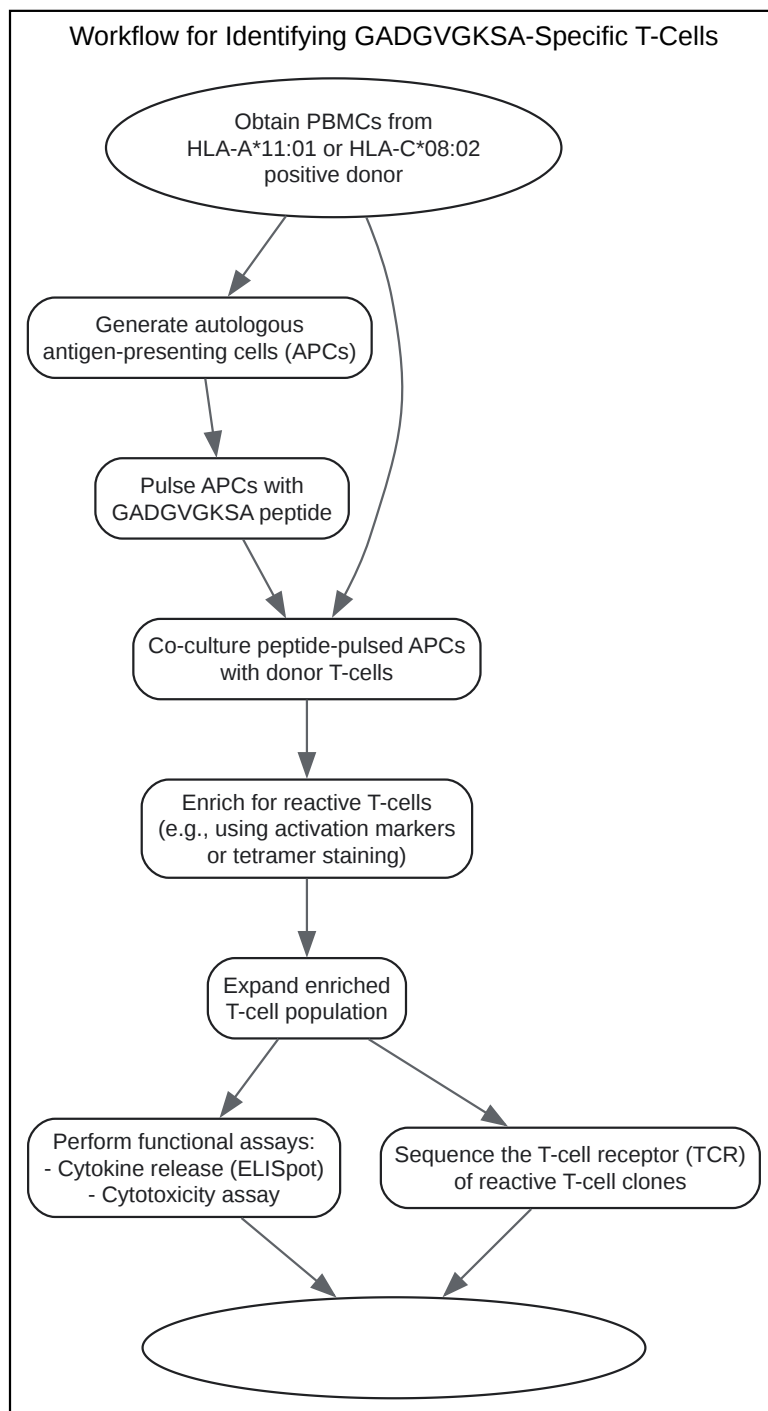 Workflow for Identifying GADGVGKSA-Specific T-Cells
Obtain PBMCs from
HLA-A*11:01 or HLA-C*08:02
positive donor
Generate autologous
antigen-presenting cells (APCs)
Pulse APCs with
GADGVGKSA peptide
Co-culture peptide-pulsed APCs
with donor T-cells
Enrich for reactive T-cells
(e.g., using activation markers
or tetramer staining)
Expand enriched
T-cell population
Perform functional assays:
- Cytokine release (ELISpot)
- Cytotoxicity assay
Sequence the T-cell receptor (TCR)
of reactive T-cell clones